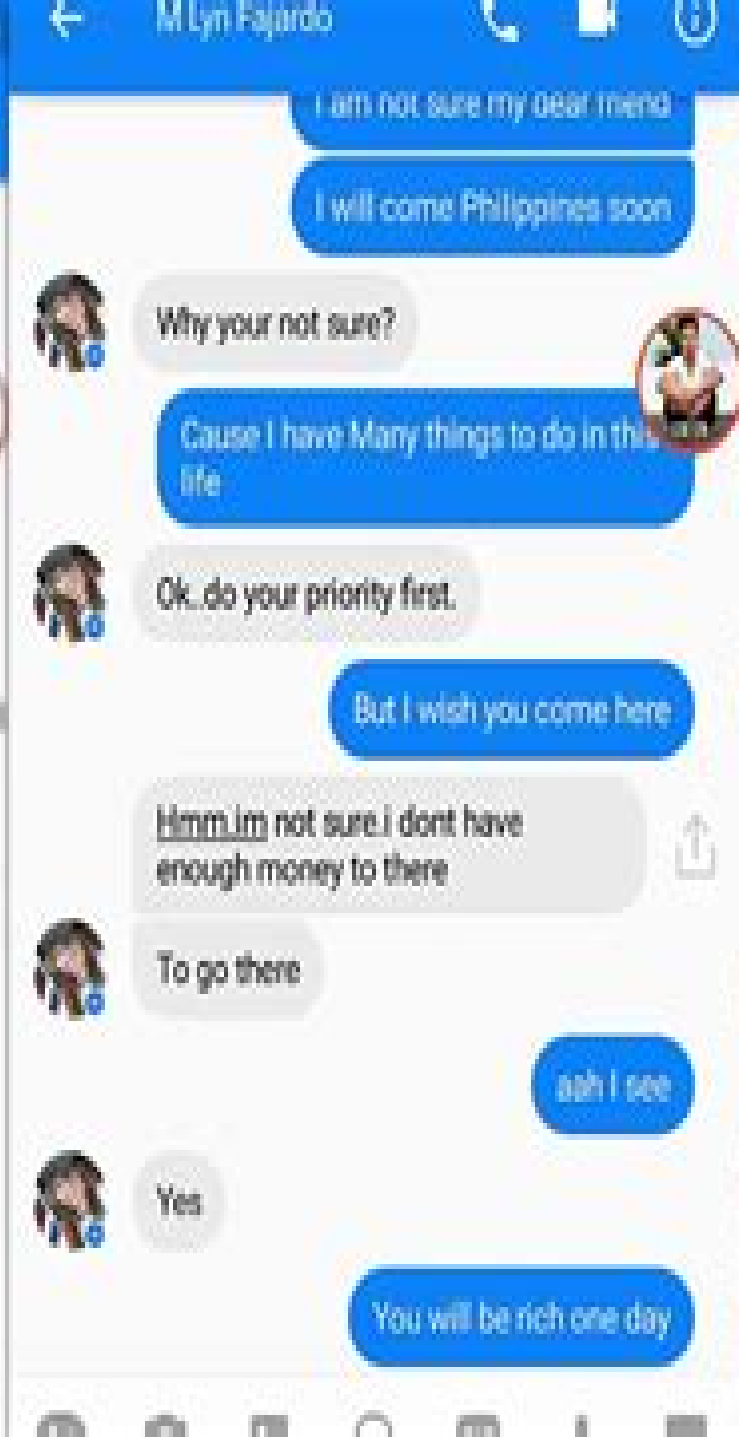 M Lyn Fajardo
I am not sure my dear friend
I will come Philippines soon
Why your not sure?
Cause I have Many things to do in this
life
Ok..do your priority first.
But I wish you come here
Hmm.im not sure.i dont have
enough money to there
To go there
aah I see
Yes
You will be rich one day